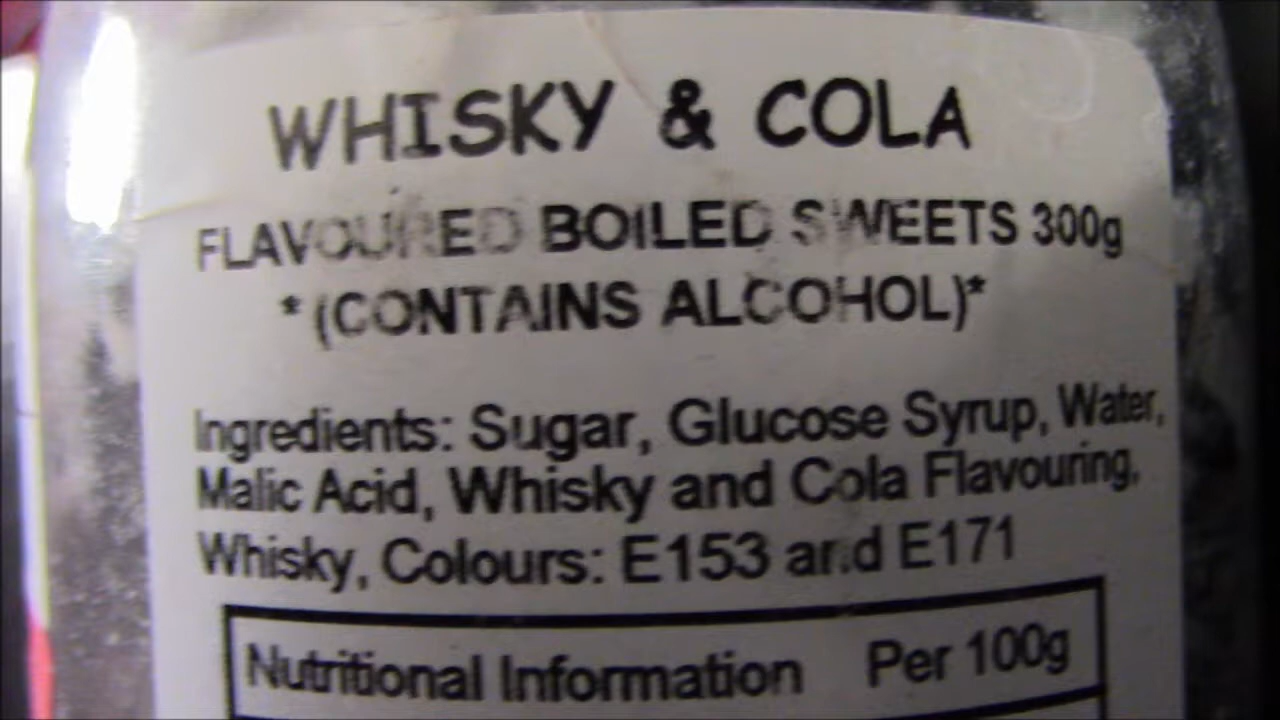 WHISKY & COLA
FLAVOURED BOILED SWEETS 300g
*(CONTAINS ALCOHOL)*
Ingredients: Sugar, Glucose Syrup, Water,
Malic Acid, Whisky and Cola Flavouring,
Whisky, Colours: E153 and E171
Nutritional Information Per 100g